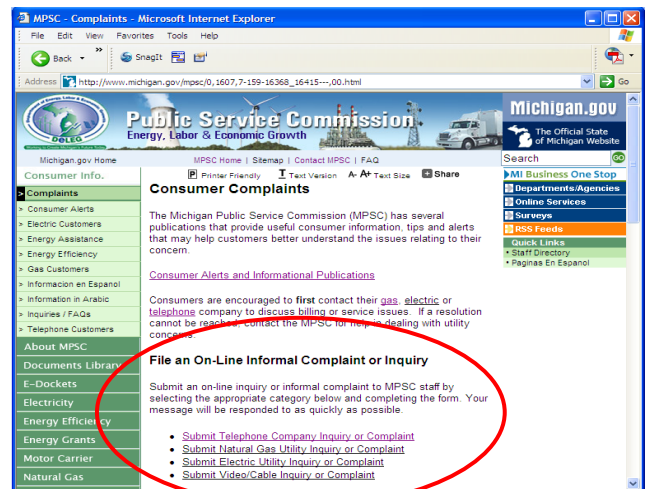 MPSC - Complaints - Microsoft Internet Explorer
File Edit View Favorites Tools Help
Back SnagIt
Address http://www.michigan.gov/mpsc/0,1607,7-159-16368_16415---,00.html Go
DELEG
Public Service Commission
Energy, Labor & Economic Growth
Michigan.gov
The Official State
of Michigan Website
Michigan.gov Home
MPSC Home | Sitemap | Contact MPSC | FAQ
Search GO
Consumer Info.
> Complaints
> Consumer Alerts
> Electric Customers
> Energy Assistance
> Energy Efficiency
> Gas Customers
> Informacion en Espanol
> Information in Arabic
> Inquiries / FAQs
> Telephone Customers
About MPSC
Documents Library
E-Dockets
Electricity
Energy Efficiency
Energy Grants
Motor Carrier
Natural Gas
P Printer Friendly T Text Version A- A+ Text Size Share
Consumer Complaints
The Michigan Public Service Commission (MPSC) has several
publications that provide useful consumer information, tips and alerts
that may help customers better understand the issues relating to their
concern.
Consumer Alerts and Informational Publications
Consumers are encouraged to first contact their gas, electric or
telephone company to discuss billing or service issues. If a resolution
cannot be reached, contact the MPSC for help in dealing with utility
concerns.
File an On-Line Informal Complaint or Inquiry
Submit an on-line inquiry or informal complaint to MPSC staff by
selecting the appropriate category below and completing the form. Your
message will be responded to as quickly as possible.
• Submit Telephone Company Inquiry or Complaint
• Submit Natural Gas Utility Inquiry or Complaint
• Submit Electric Utility Inquiry or Complaint
• Submit Video/Cable Inquiry or Complaint
MI Business One Stop
Departments/Agencies
Online Services
Surveys
RSS Feeds
Quick Links
• Staff Directory
• Paginas En Espanol